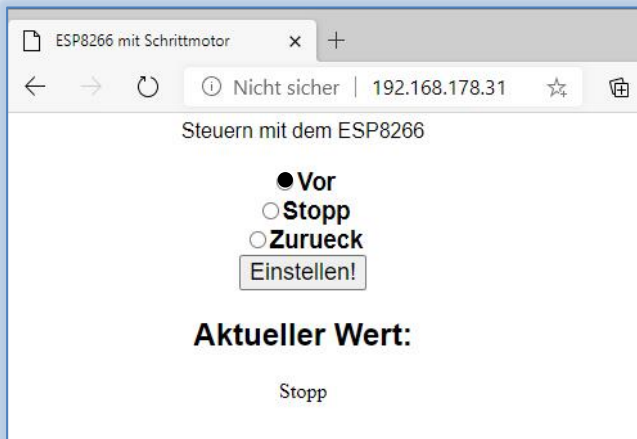 ESP8266 mit Schrittmotor
Nicht sicher | 192.168.178.31
Steuern mit dem ESP8266
Vor
Stopp
Zurueck
Einstellen!
Aktueller Wert:
Stopp